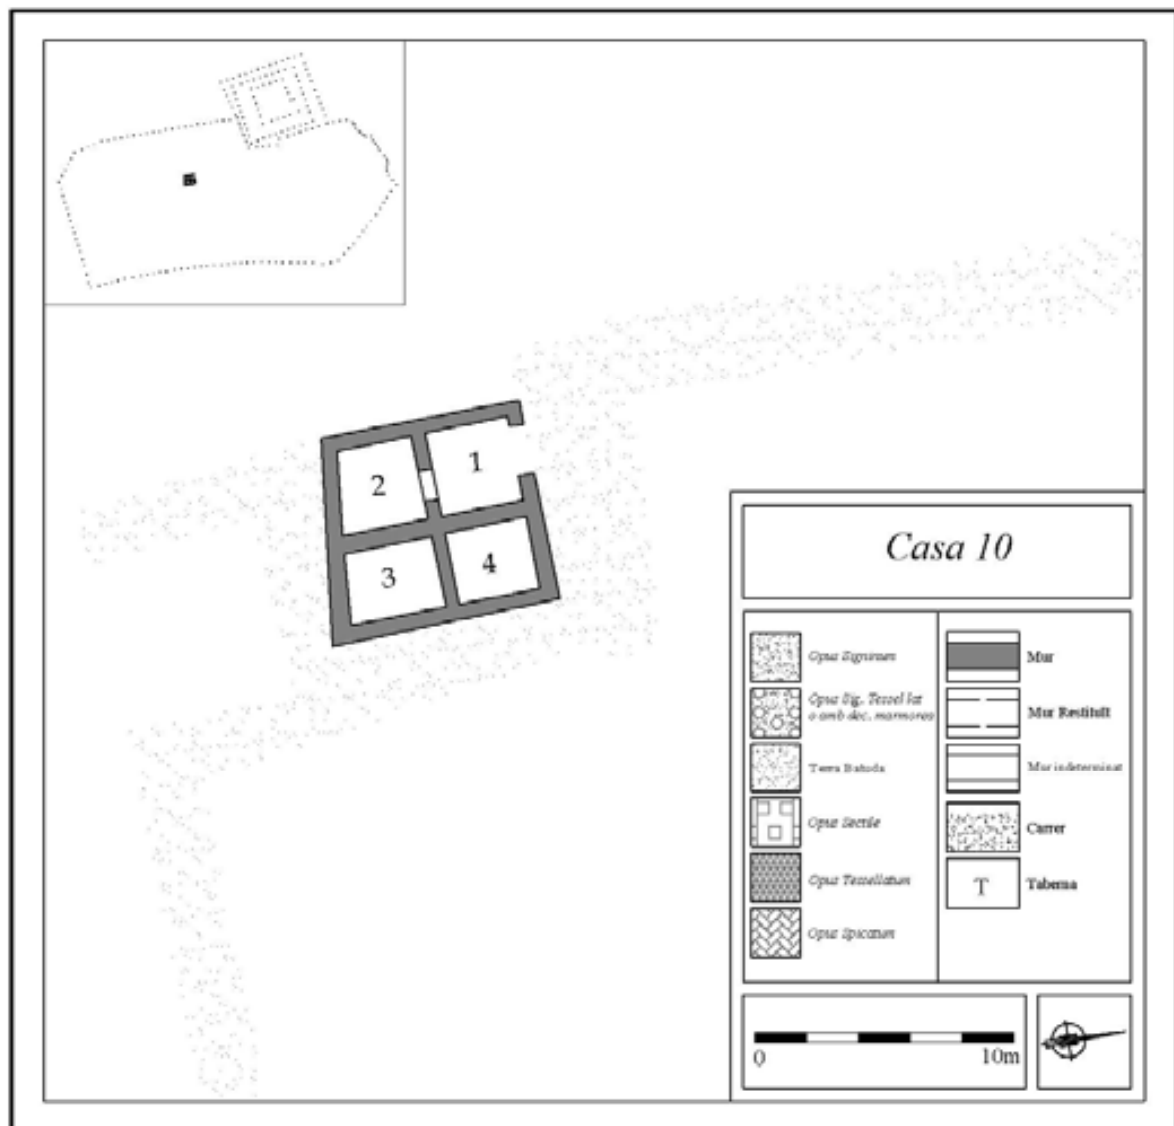 1
2
3
4
Casa 10
Opus Signinum
Opus Sig. Tessel lat
o amb dec. marmorea
Terra Batuda
Opus Sectile
Opus Tessellatum
Opus Spicatum
Mur
Mur Restituït
Mur indeterminat
Carrer
T
Taberna
0
10m